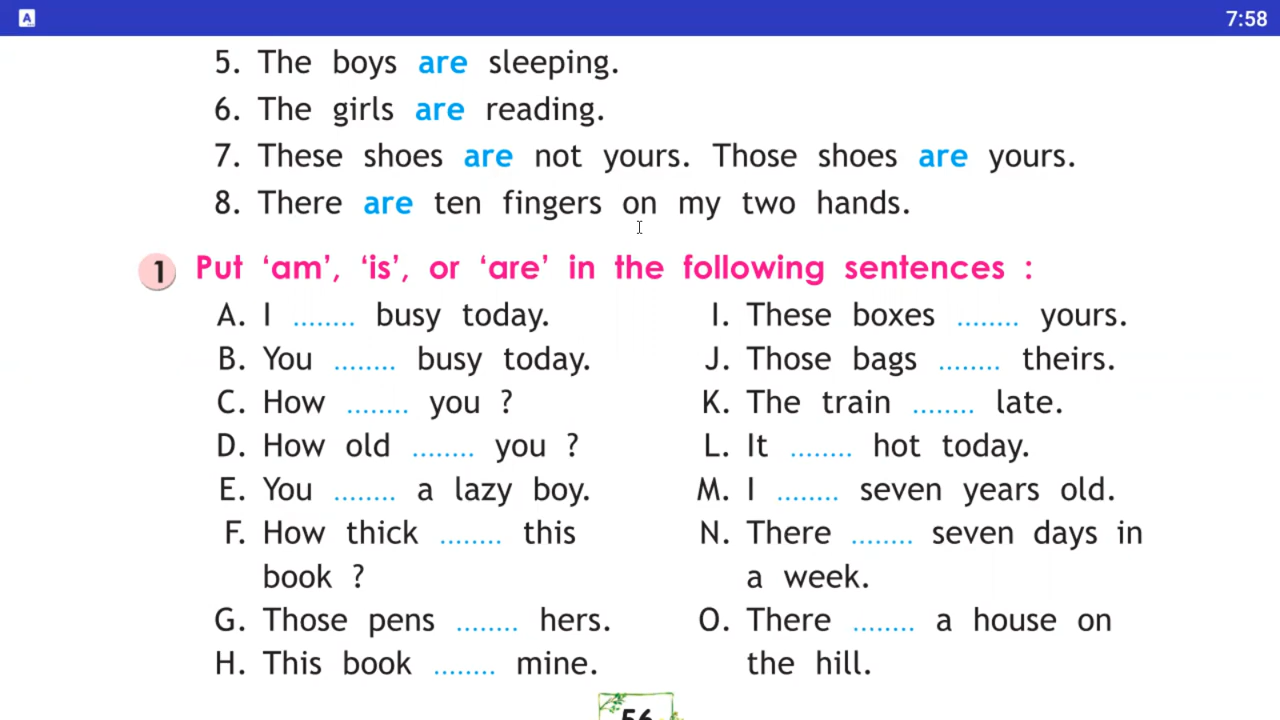 A
7:58
5. The boys are sleeping.
6. The girls are reading.
7. These shoes are not yours. Those shoes are yours.
8. There are ten fingers on my two hands.
1 Put ‘am’, ‘is’, or ‘are’ in the following sentences :
A. I ........ busy today.
B. You ........ busy today.
C. How ........ you ?
D. How old ........ you ?
E. You ........ a lazy boy.
F. How thick ........ this
book ?
G. Those pens ........ hers.
H. This book ........ mine.
I. These boxes ........ yours.
J. Those bags ........ theirs.
K. The train ........ late.
L. It ........ hot today.
M. I ........ seven years old.
N. There ........ seven days in
a week.
O. There ........ a house on
the hill.
56